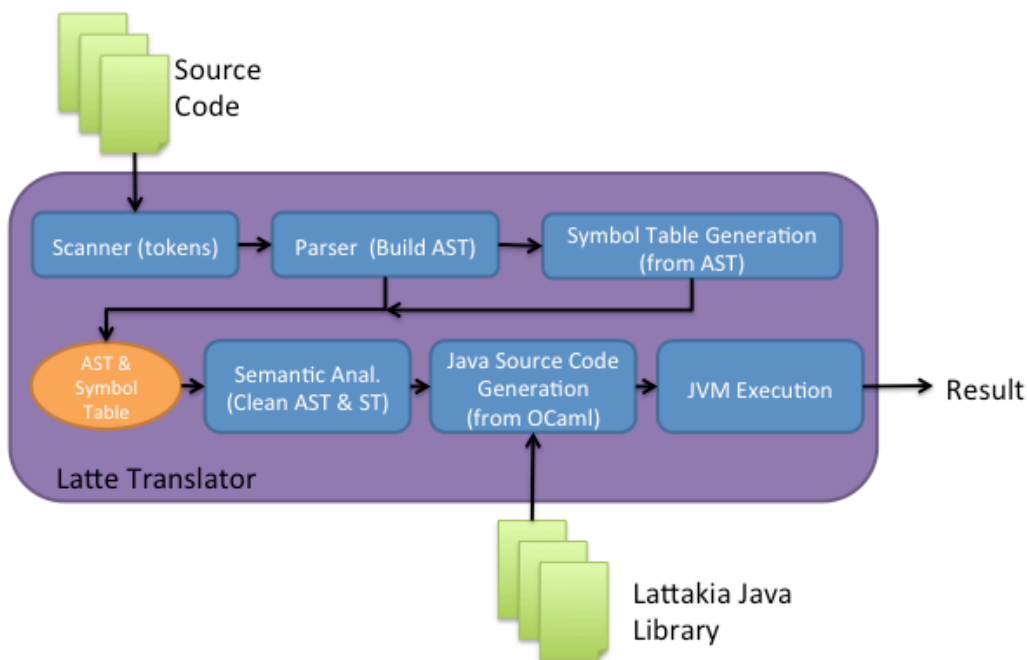 Source
Code
Scanner (tokens)
Parser (Build AST)
Symbol Table Generation
(from AST)
AST &
Symbol
Table
Semantic Anal.
(Clean AST & ST)
Java Source Code
Generation
(from OCaml)
JVM Execution
Result
Latte Translator
Lattakia Java
Library